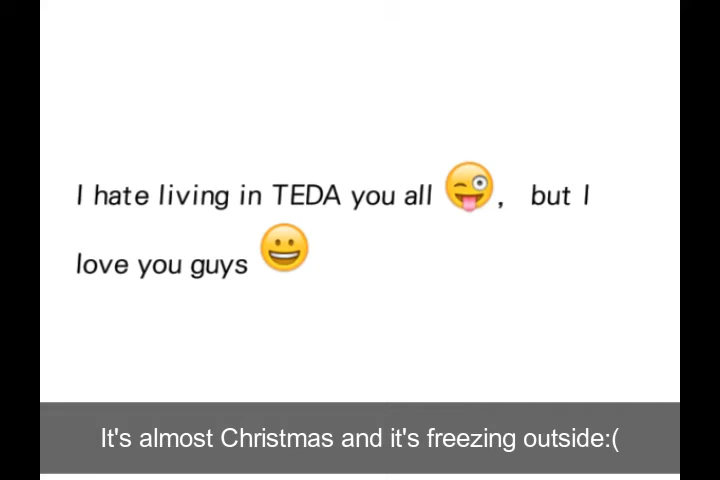 I hate living in TEDA you all 😜， but I
love you guys 😀
It's almost Christmas and it's freezing outside:(